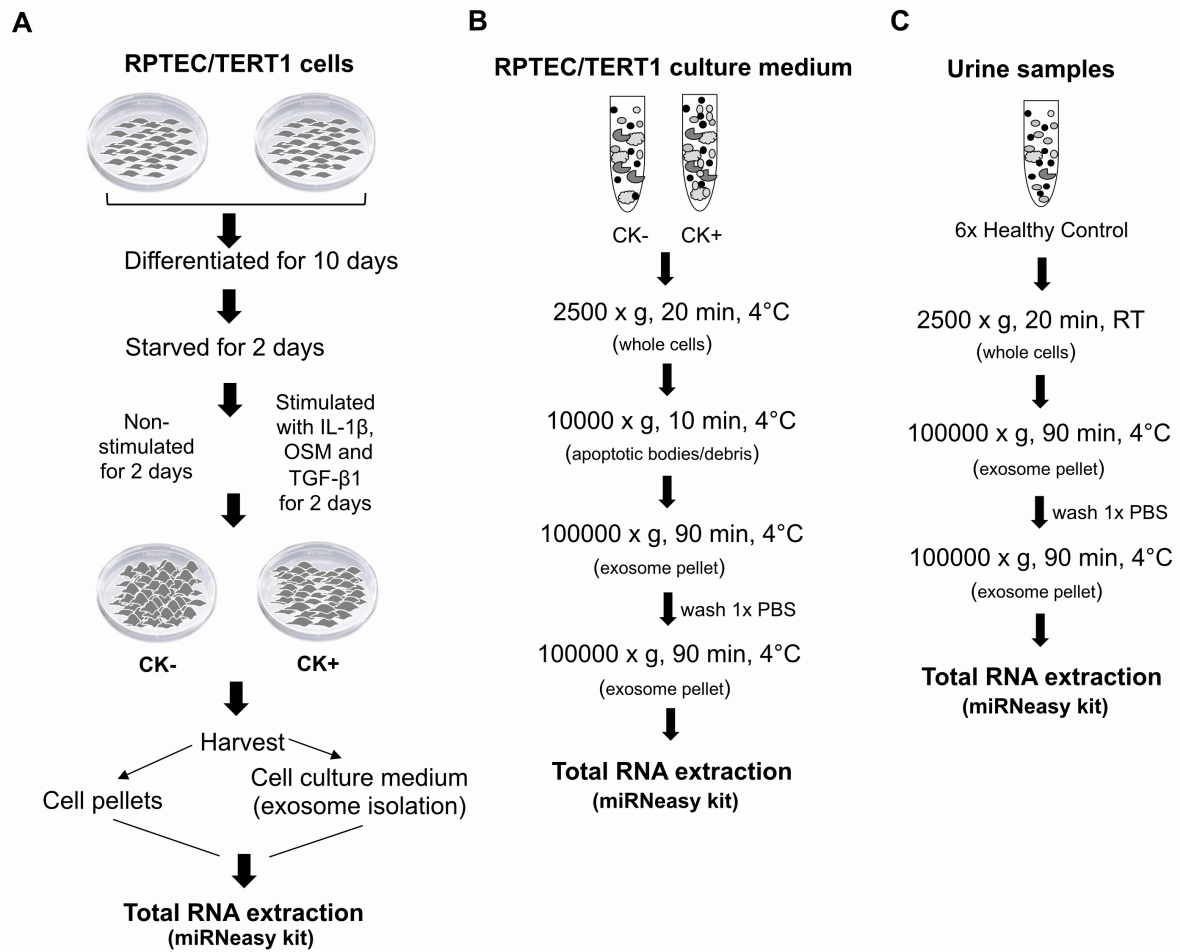 A
RPTEC/TERT1 cells
Differentiated for 10 days
Starved for 2 days
Non-
stimulated
for 2 days
Stimulated
with IL-1β,
OSM and
TGF-β1
for 2 days
CK-
CK+
Harvest
Cell pellets
Cell culture medium
(exosome isolation)
Total RNA extraction
(miRNeasy kit)
B
RPTEC/TERT1 culture medium
CK-
CK+
2500 x g, 20 min, 4°C
(whole cells)
10000 x g, 10 min, 4°C
(apoptotic bodies/debris)
100000 x g, 90 min, 4°C
(exosome pellet)
wash 1x PBS
100000 x g, 90 min, 4°C
(exosome pellet)
Total RNA extraction
(miRNeasy kit)
C
Urine samples
6x Healthy Control
2500 x g, 20 min, RT
(whole cells)
100000 x g, 90 min, 4°C
(exosome pellet)
wash 1x PBS
100000 x g, 90 min, 4°C
(exosome pellet)
Total RNA extraction
(miRNeasy kit)